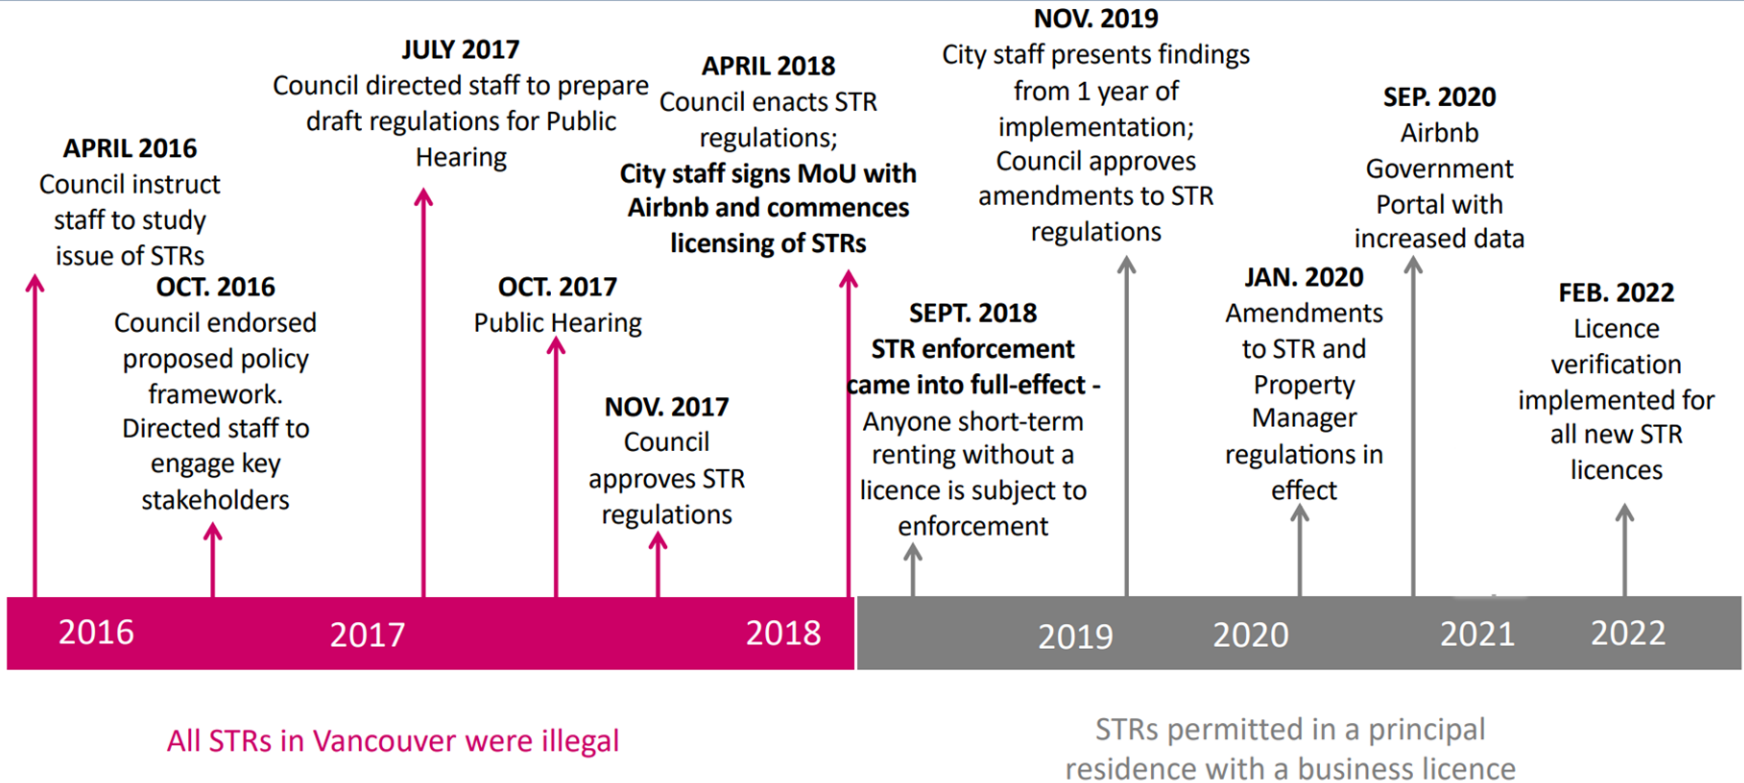 APRIL 2016
Council instruct
staff to study
issue of STRs
OCT. 2016
Council endorsed
proposed policy
framework.
Directed staff to
engage key
stakeholders
JULY 2017
Council directed staff to prepare
draft regulations for Public
Hearing
OCT. 2017
Public Hearing
NOV. 2017
Council
approves STR
regulations
APRIL 2018
Council enacts STR
regulations;
City staff signs MoU with
Airbnb and commences
licensing of STRs
SEPT. 2018
STR enforcement
came into full-effect -
Anyone short-term
renting without a
licence is subject to
enforcement
NOV. 2019
City staff presents findings
from 1 year of
implementation;
Council approves
amendments to STR
regulations
JAN. 2020
Amendments
to STR and
Property
Manager
regulations in
effect
SEP. 2020
Airbnb
Government
Portal with
increased data
FEB. 2022
Licence
verification
implemented for
all new STR
licences
2016 2017 2018 2019 2020 2021 2022
All STRs in Vancouver were illegal
STRs permitted in a principal
residence with a business licence